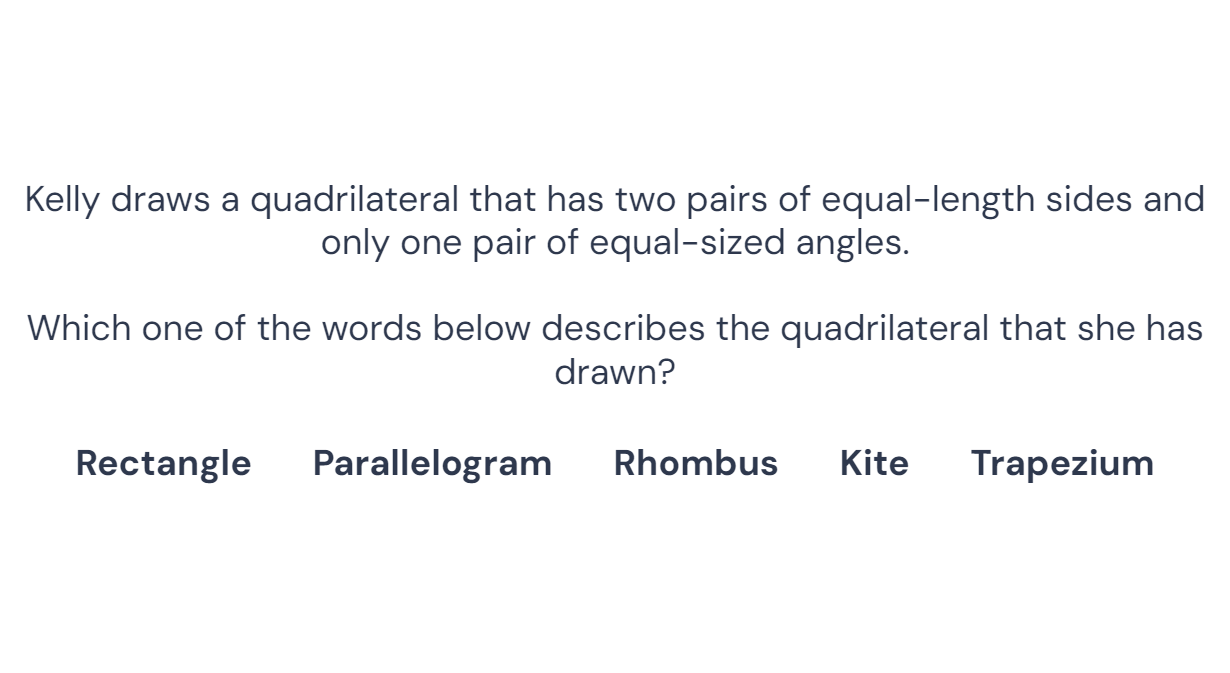 Kelly draws a quadrilateral that has two pairs of equal-length sides and
only one pair of equal-sized angles.
Which one of the words below describes the quadrilateral that she has
drawn?
Rectangle Parallelogram Rhombus Kite Trapezium